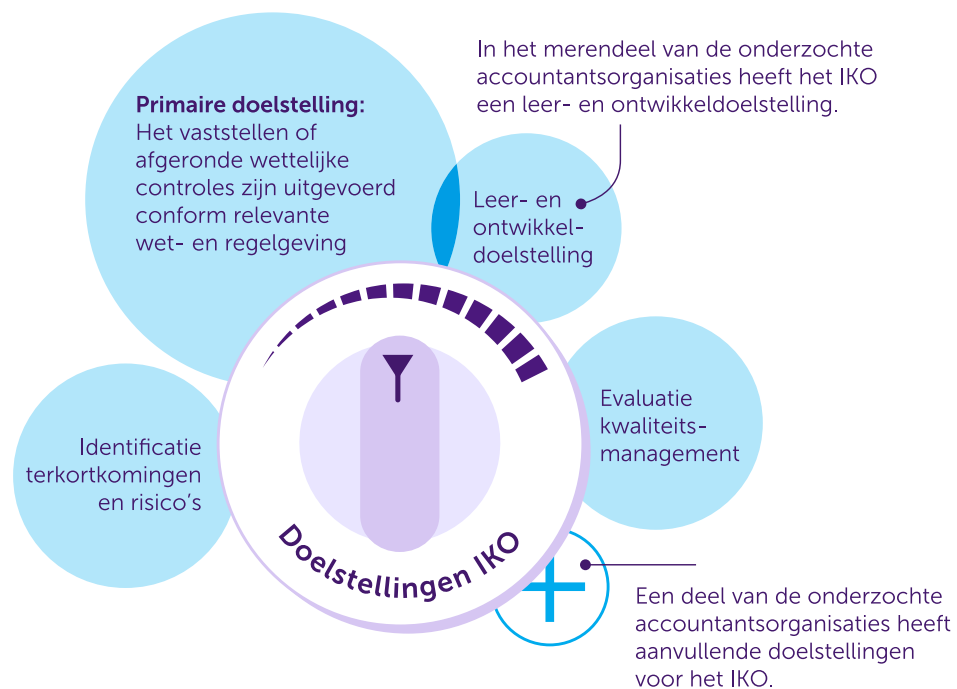 In het merendeel van de onderzochte
accountantsorganisaties heeft het IKO
een leer- en ontwikkeldoelstelling.
Primaire doelstelling:
Het vaststellen of
afgeronde wettelijke
controles zijn uitgevoerd
conform relevante
wet- en regelgeving
Leer- en
ontwikkel-
doelstelling
Evaluatie
kwaliteits-
management
Identificatie
terkortkomingen
en risico's
Doelstellingen IKO
Een deel van de onderzochte
accountantsorganisaties heeft
aanvullende doelstellingen
voor het IKO.